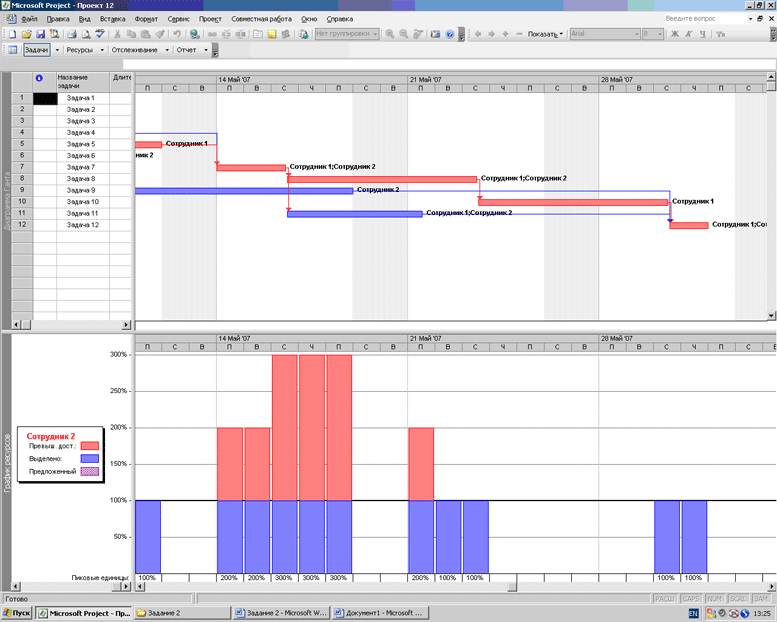 Microsoft Project - Проект 12
Файл Правка Вид Вставка Формат Сервис Проект Совместная работа Окно Справка
Введите вопрос
Нет группировки
Показать
Arial
8
Ж К Ч
Задачи Ресурсы Отслеживание Отчет
Название задачи
Длите
14 Май '07 21 Май '07 28 Май '07
П С В П В С Ч П С В П В С Ч П С В П В С Ч П С
1 Задача 1
2 Задача 2
3 Задача 3
4 Задача 4
5 Задача 5 Сотрудник 1
6 Задача 6 ник 2
7 Задача 7 Сотрудник 1;Сотрудник 2
8 Задача 8 Сотрудник 1;Сотрудник 2
9 Задача 9 Сотрудник 2
10 Задача 10 Сотрудник 1
11 Задача 11 Сотрудник 1;Сотрудник 2
12 Задача 12 Сотрудник 1;Со
Диаграмма Ганта
14 Май '07 21 Май '07 28 Май '07
П С В П В С Ч П С В П В С Ч П С В П В С Ч П С В
300%
250%
200%
150%
100%
50%
График ресурсов
Сотрудник 2
Превыш. дост.:
Выделено:
Предложенный
Пиковые единицы: 100% 200% 200% 300% 300% 300% 200% 100% 100% 100% 100%
Готово
РАСШ CAPS NUM SCRL ЗАМ
Пуск Microsoft Project - Пр... Задание 2 Задание 2 - Microsoft W... Документ1 - Microsoft ... EN 13:25